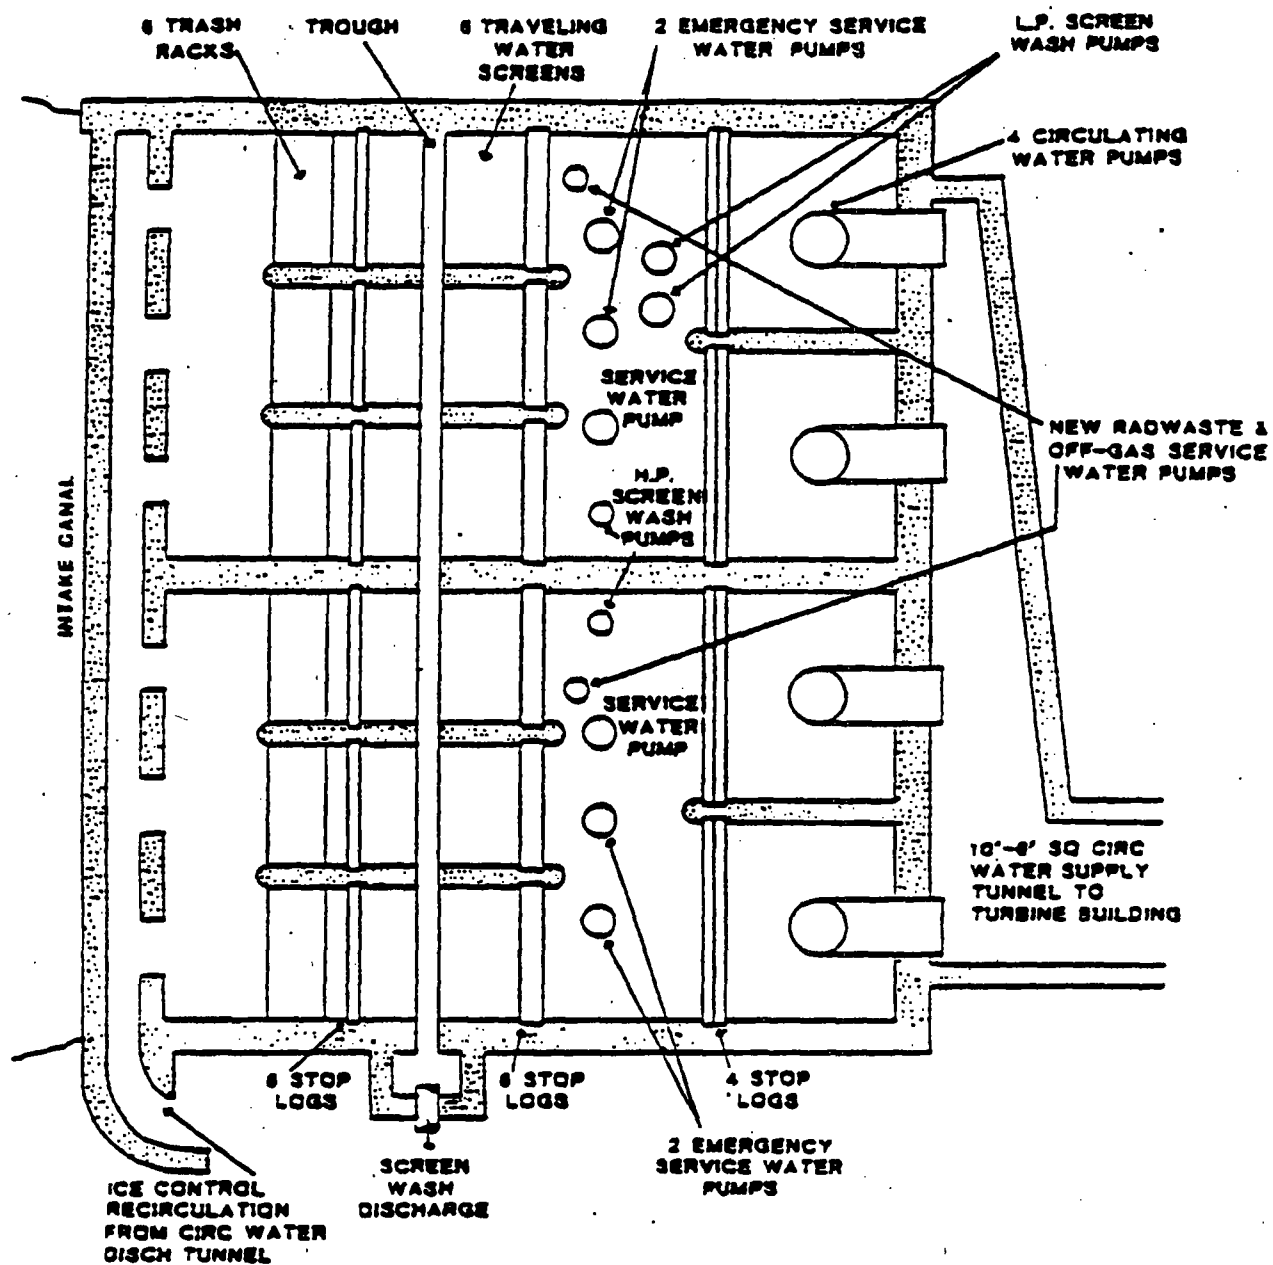 6 TRASH
RACKS
TROUGH
6 TRAVELING
WATER
SCREENS
2 EMERGENCY SERVICE
WATER PUMPS
L.P. SCREEN
WASH PUMPS
4 CIRCULATING
WATER PUMPS
SERVICE
WATER
PUMP
NEW RADWASTE &
OFF-GAS SERVICE
WATER PUMPS
H.P.
SCREEN
WASH
PUMPS
INTAKE CANAL
SERVICE
WATER
PUMP
10'-6" SQ CIRC
WATER SUPPLY
TUNNEL TO
TURBINE BUILDING
6 STOP
LOGS
6 STOP
LOGS
4 STOP
LOGS
2 EMERGENCY
SERVICE WATER
PUMPS
SCREEN
WASH
DISCHARGE
ICE CONTROL
RECIRCULATION
FROM CIRC WATER
DISCH TUNNEL